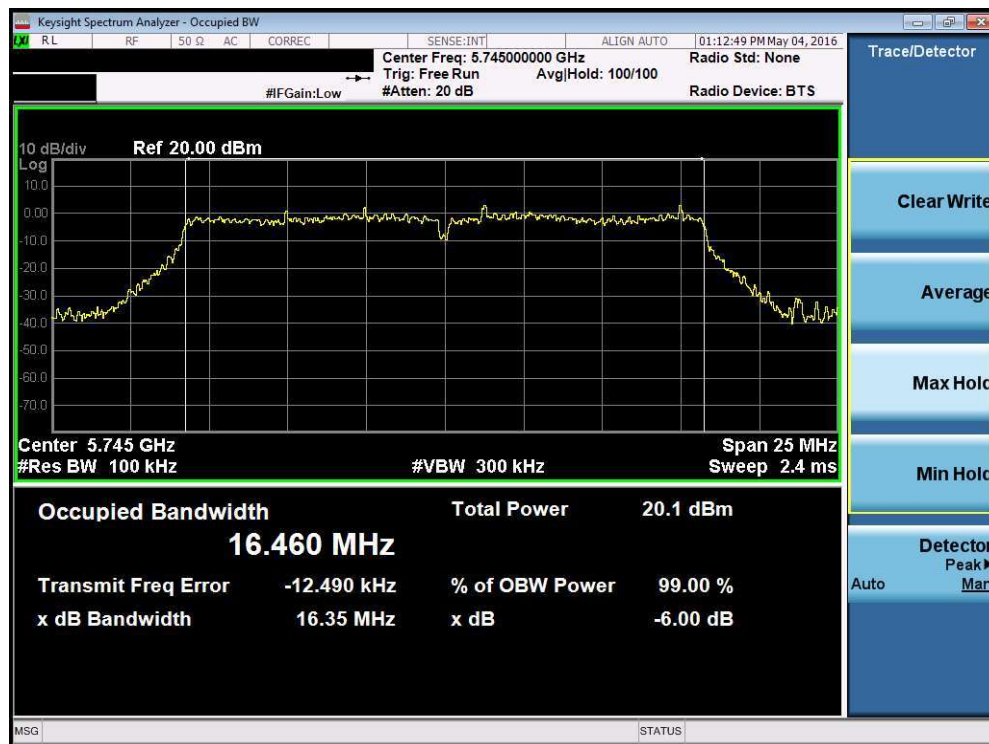 Keysight Spectrum Analyzer - Occupied BW
LXI RL RF 50 Ω AC CORREC SENSE:INT ALIGN AUTO 01:12:49 PM May 04, 2016
Center Freq: 5.745000000 GHz Radio Std: None
Trig: Free Run Avg|Hold: 100/100
#IFGain:Low #Atten: 20 dB Radio Device: BTS
10 dB/div Ref 20.00 dBm
Log
10.0
0.00
-10.0
-20.0
-30.0
-40.0
-50.0
-60.0
-70.0
Center 5.745 GHz Span 25 MHz
#Res BW 100 kHz #VBW 300 kHz Sweep 2.4 ms
Occupied Bandwidth Total Power 20.1 dBm
16.460 MHz
Transmit Freq Error -12.490 kHz % of OBW Power 99.00 %
x dB Bandwidth 16.35 MHz x dB -6.00 dB
MSG STATUS
Trace/Detector
Clear Write
Average
Max Hold
Min Hold
Detector
Peak▶
Auto Man